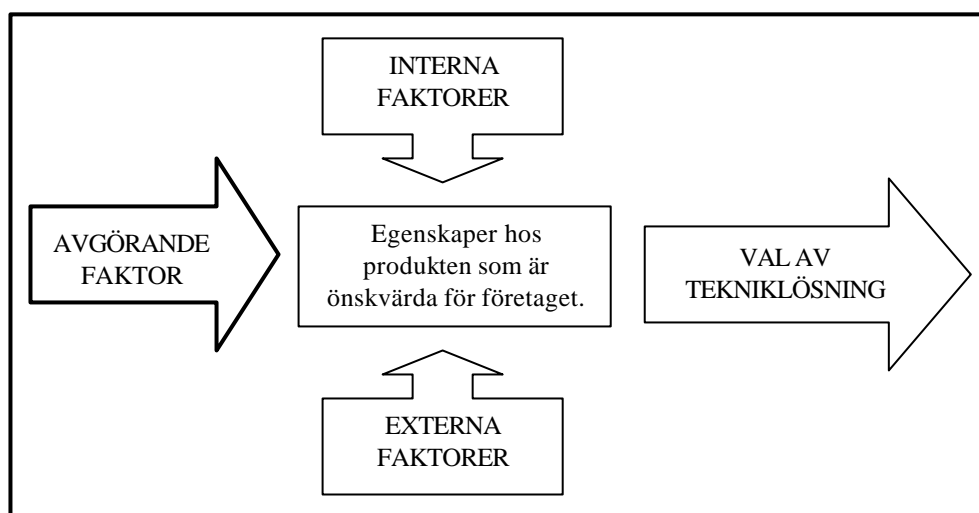 INTERNA
FAKTORER
AVGÖRANDE
FAKTOR
Egenskaper hos
produkten som är
önskvärda för företaget.
VAL AV
TEKNIKLÖSNING
EXTERNA
FAKTORER